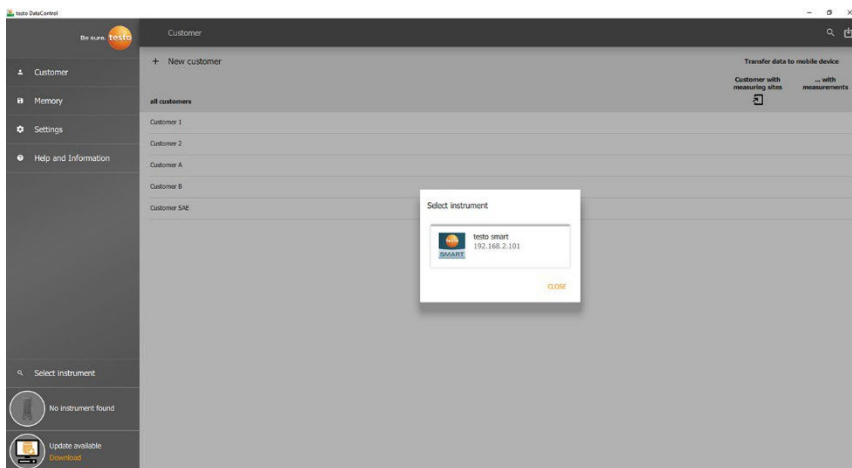 testo DataControl
Be sure. testo
Customer
Customer
Memory
Settings
Help and Information
+ New customer
Transfer data to mobile device
Customer with
measuring sites
... with
measurements
all customers
Customer 1
Customer 2
Customer A
Customer B
Customer SAE
Select instrument
testo
SMART
testo smart
192.168.2.101
CLOSE
Select instrument
No instrument found
Update available
Download